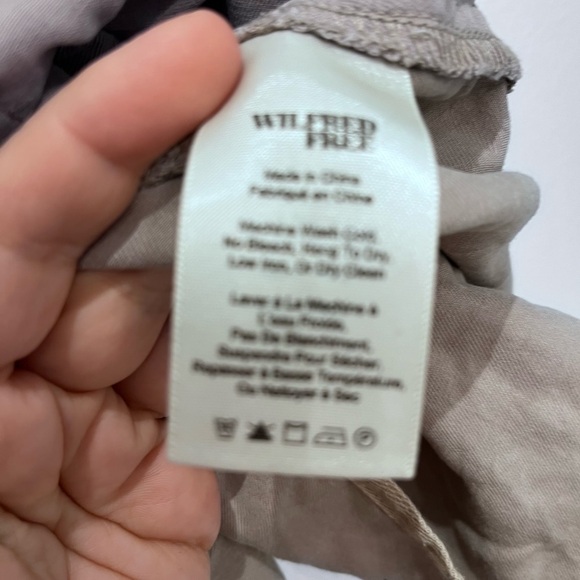 WILFRED
FREE
Made in China
Fabriqué en Chine
Machine Wash Cold,
No Bleach, Hang To Dry,
Low Iron, Or Dry Clean
Laver à La Machine à
L'eau Froide,
Pas De Blanchiment,
Suspendre Pour Sécher,
Repasser à Basse Température,
Ou Nettoyer à Sec